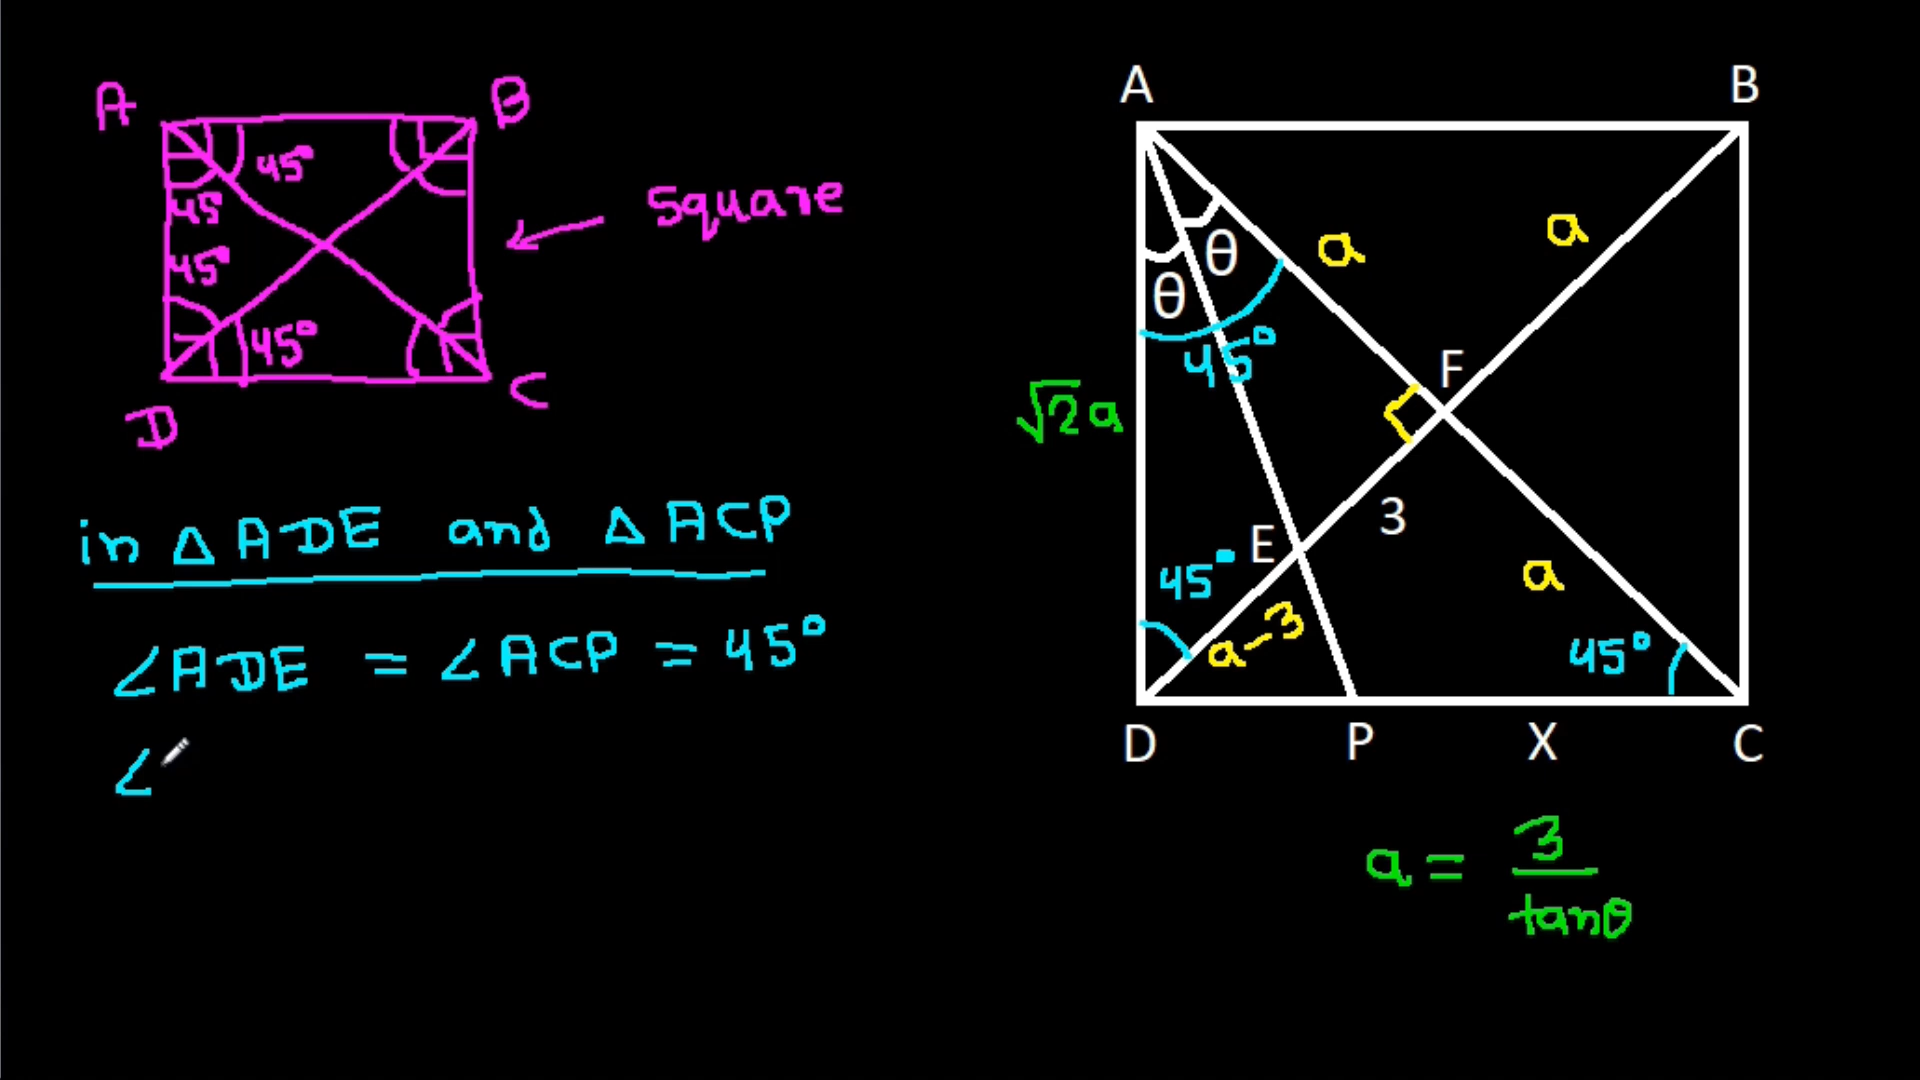 A B
45°
45
45°
45°
D C
Square
in Δ ADE and Δ ACP
∠ADE = ∠ACP = 45°
∠
A B
a a
θ θ
45°
F
√2a
3
E
45° a
a-3
45°
D P X C
a = 3/tanθ